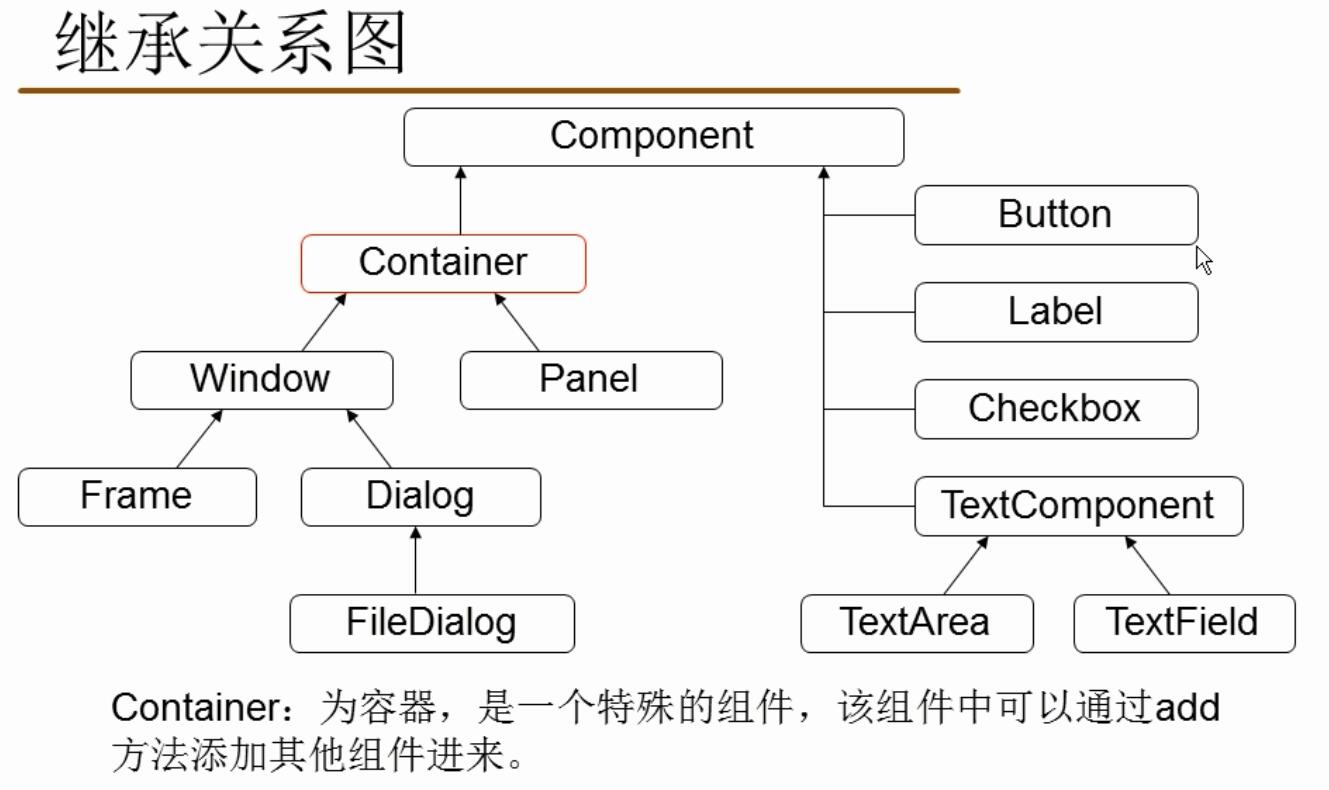 继承关系图
Component
Button
Container
Label
Window
Panel
Checkbox
Frame
Dialog
TextComponent
FileDialog
TextArea
TextField
Container：为容器，是一个特殊的组件，该组件中可以通过add
方法添加其他组件进来。